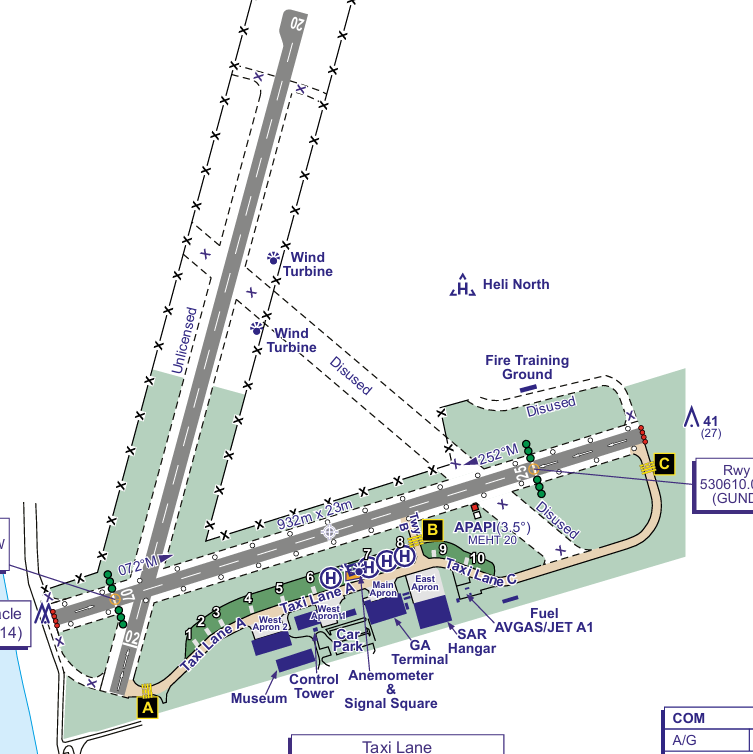 20
Wind
Turbine
H
Heli North
Unlicensed
Wind
Turbine
Disused
Fire Training
Ground
Disused
41
(27)
252°M
C
25
Rwy
530610.0
(GUND
932m x 23m
Disused
APAPI(3.5°)
MEHT 20
Twy
B
B
072°M
W
8
9
10
7
6
5
4
3
2
1
H
H
H
H
Taxi Lane C
Taxi Lane A
Main
Apron
East
Apron
acle
14)
02
West
Apron 1
West
Apron 2
Taxi Lane A
Car
Park
Fuel
AVGAS/JET A1
SAR
Hangar
GA
Terminal
Control
Tower
Museum
Anemometer
&
Signal Square
A
COM
A/G
Taxi Lane